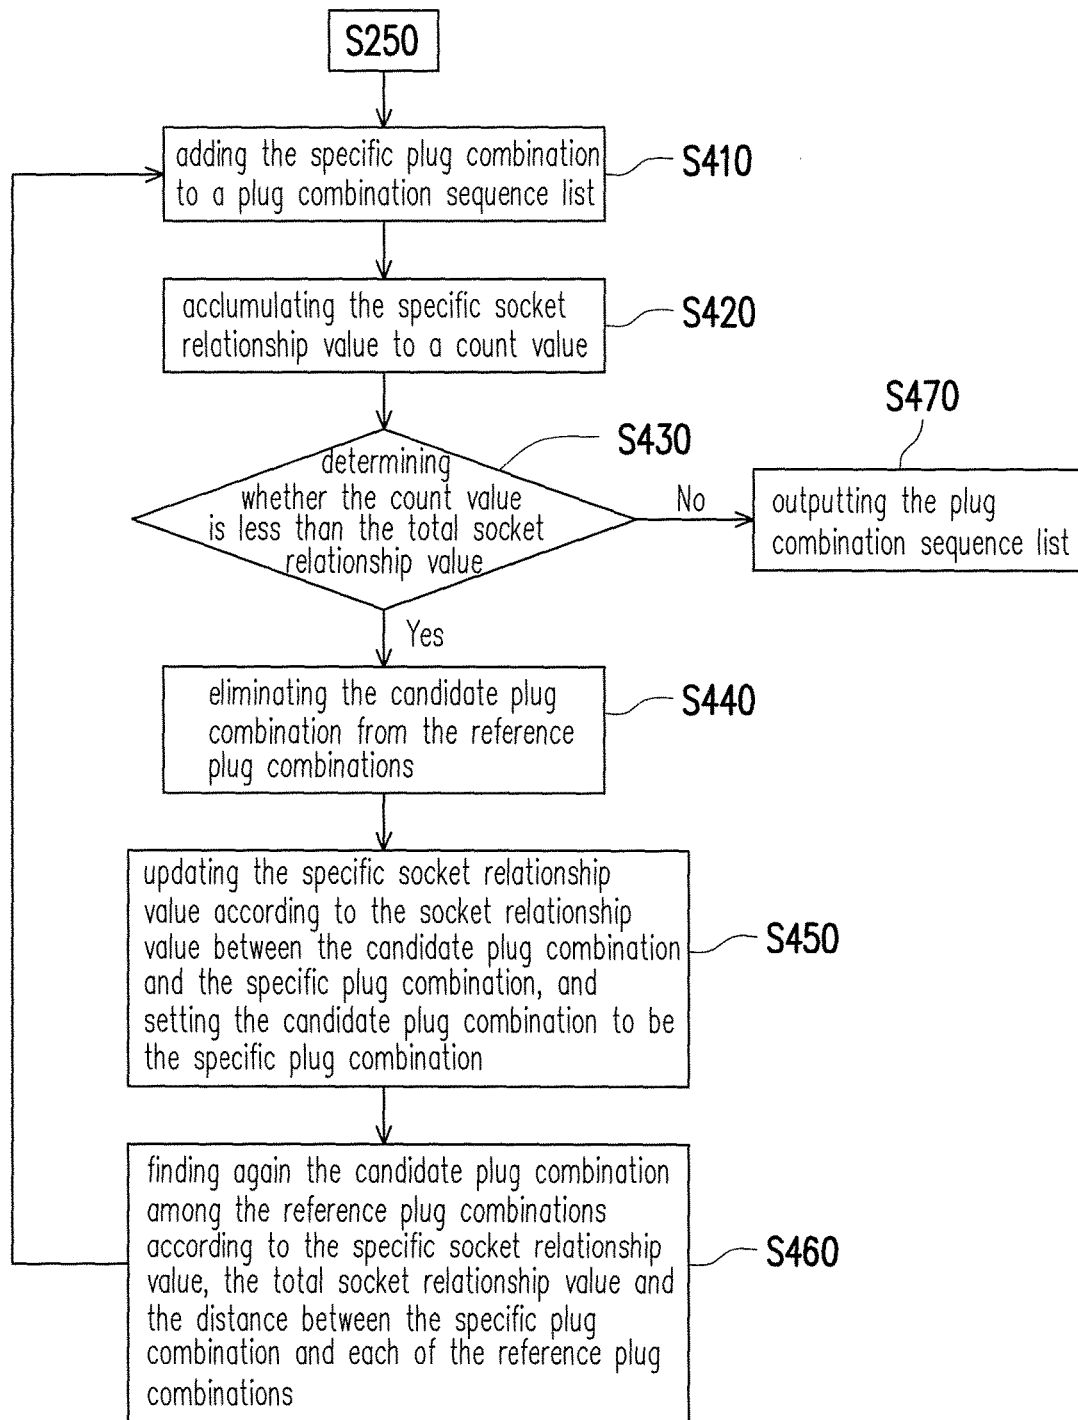 S250
adding the specific plug combination
to a plug combination sequence list
S410
acclumulating the specific socket
relationship value to a count value
S420
determining
whether the count value
is less than the total socket
relationship value
S430
No
S470
outputting the plug
combination sequence list
Yes
eliminating the candidate plug
combination from the reference
plug combinations
S440
updating the specific socket relationship
value according to the socket relationship
value between the candidate plug combination
and the specific plug combination, and
setting the candidate plug combination to be
the specific plug combination
S450
finding again the candidate plug combination
among the reference plug combinations
according to the specific socket relationship
value, the total socket relationship value and
the distance between the specific plug
combination and each of the reference plug
combinations
S460